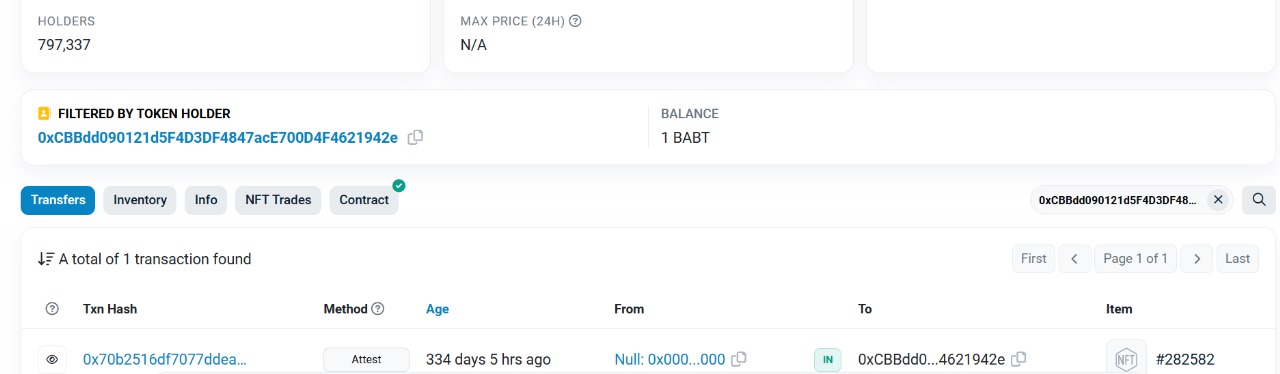 HOLDERS
797,337
MAX PRICE (24H)
N/A
FILTERED BY TOKEN HOLDER
0xCBBdd090121d5F4D3DF4847acE700D4F4621942e
BALANCE
1 BABT
Transfers Inventory Info NFT Trades Contract
0xCBBdd090121d5F4D3DF48...
A total of 1 transaction found
First Page 1 of 1 Last
Txn Hash Method Age From To Item
0x70b2516df7077ddea... Attest 334 days 5 hrs ago Null: 0x000...000 IN 0xCBBdd0...4621942e NFT #282582